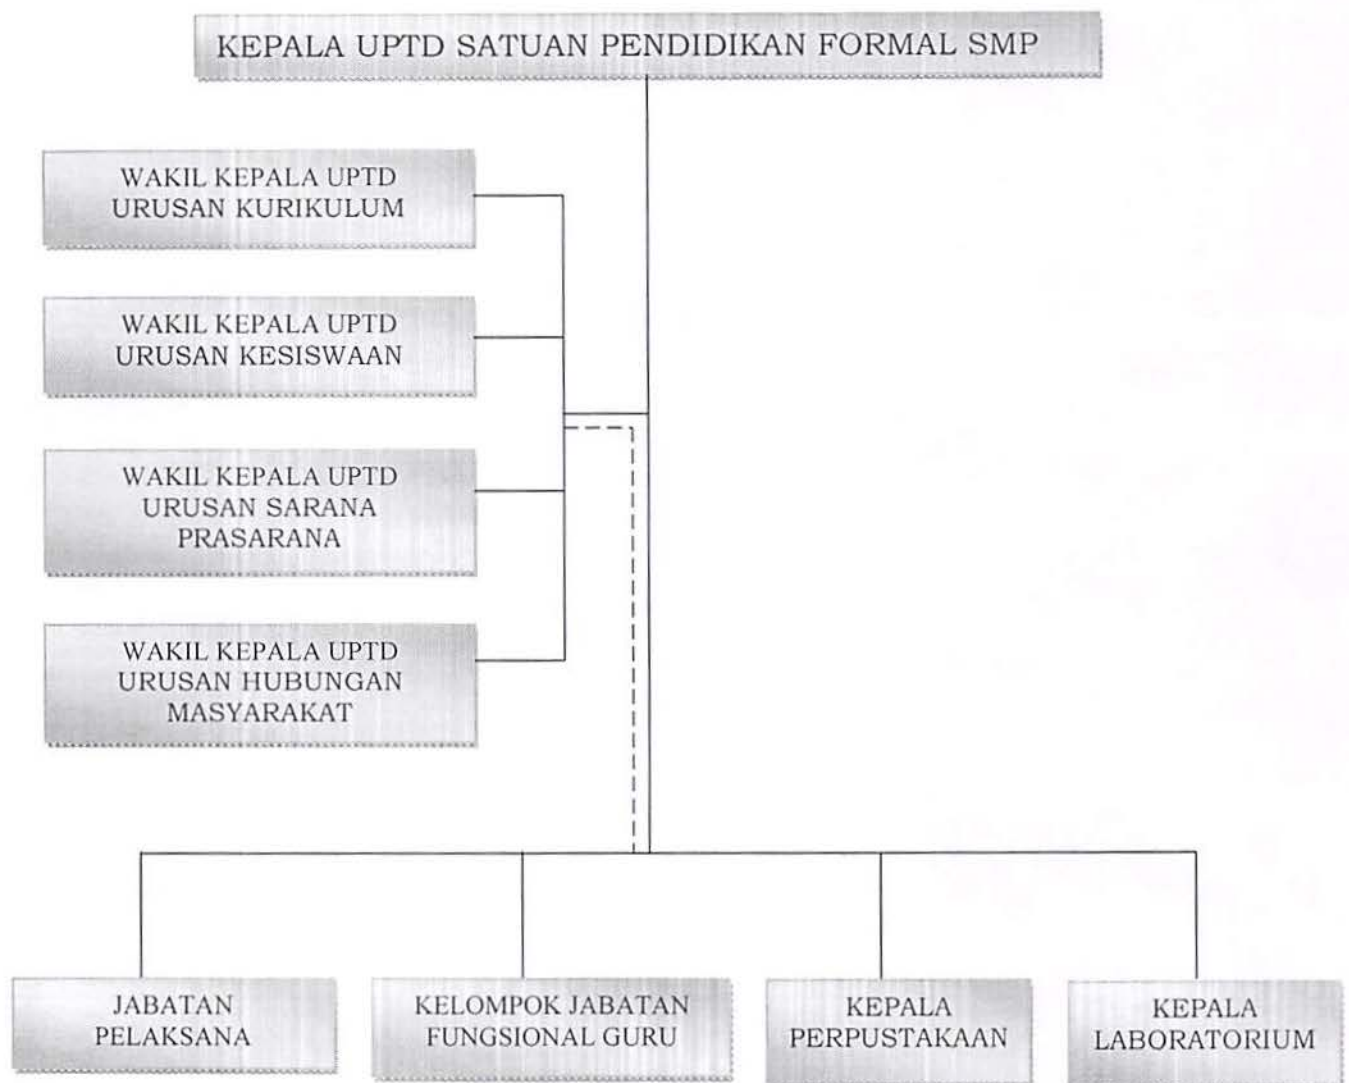 KEPALA UPTD SATUAN PENDIDIKAN FORMAL SMP
WAKIL KEPALA UPTD
URUSAN KURIKULUM
WAKIL KEPALA UPTD
URUSAN KESISWAAN
WAKIL KEPALA UPTD
URUSAN SARANA
PRASARANA
WAKIL KEPALA UPTD
URUSAN HUBUNGAN
MASYARAKAT
JABATAN
PELAKSANA
KELOMPOK JABATAN
FUNGSIONAL GURU
KEPALA
PERPUSTAKAAN
KEPALA
LABORATORIUM